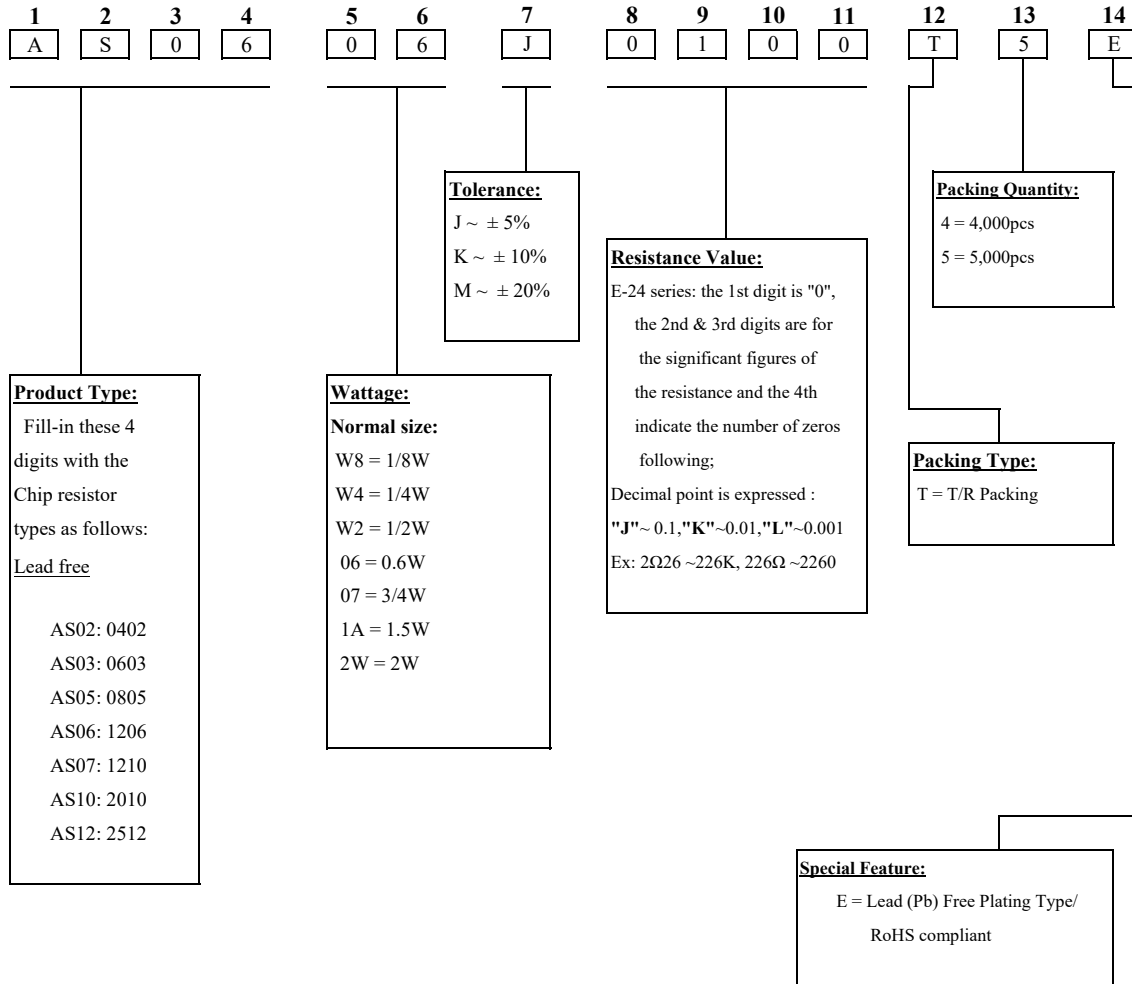 1 2 3 4 5 6 7 8 9 10 11 12 13 14
A S 0 6 0 6 J 0 1 0 0 T 5 E
Tolerance:
J ~ ± 5%
K ~ ± 10%
M ~ ± 20%
Packing Quantity:
4 = 4,000pcs
5 = 5,000pcs
Resistance Value:
E-24 series: the 1st digit is "0",
the 2nd & 3rd digits are for
the significant figures of
the resistance and the 4th
indicate the number of zeros
following;
Decimal point is expressed :
"J"~ 0.1,"K"~0.01,"L"~0.001
Ex: 2Ω26 ~226K, 226Ω ~2260
Product Type:
Fill-in these 4
digits with the
Chip resistor
types as follows:
Lead free
AS02: 0402
AS03: 0603
AS05: 0805
AS06: 1206
AS07: 1210
AS10: 2010
AS12: 2512
Wattage:
Normal size:
W8 = 1/8W
W4 = 1/4W
W2 = 1/2W
06 = 0.6W
07 = 3/4W
1A = 1.5W
2W = 2W
Packing Type:
T = T/R Packing
Special Feature:
E = Lead (Pb) Free Plating Type/
RoHS compliant